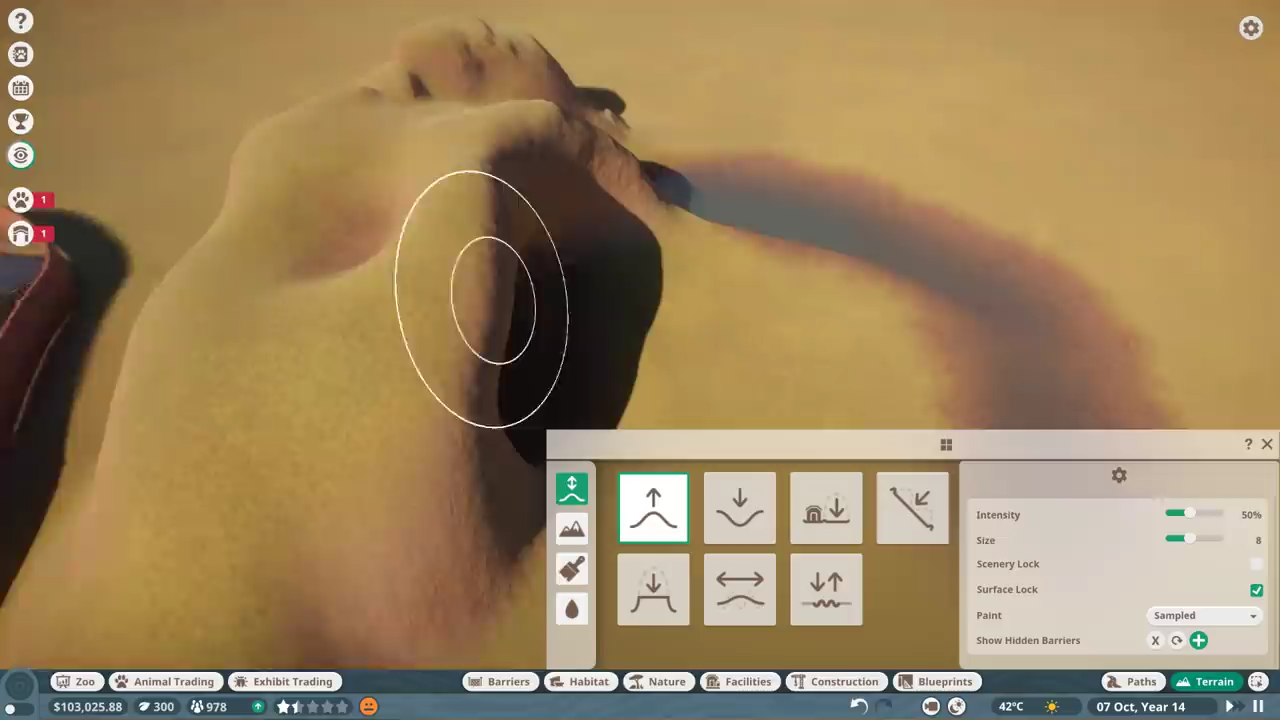 1
1
?
Intensity 50%
Size 8
Scenery Lock
Surface Lock
Paint Sampled
Show Hidden Barriers X
Zoo Animal Trading Exhibit Trading Barriers Habitat Nature Facilities Construction Blueprints Paths Terrain
$103,025.88 300 978 42°C 07 Oct, Year 14